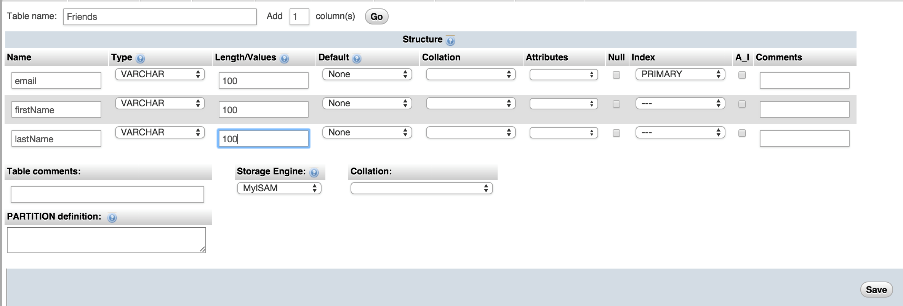 Table name: Friends Add 1 column(s) Go
Structure
Name Type Length/Values Default Collation Attributes Null Index A_I Comments
email VARCHAR 100 None PRIMARY
firstName VARCHAR 100 None ---
lastName VARCHAR 100 None ---
Table comments: Storage Engine: Collation:
MyISAM
PARTITION definition:
Save